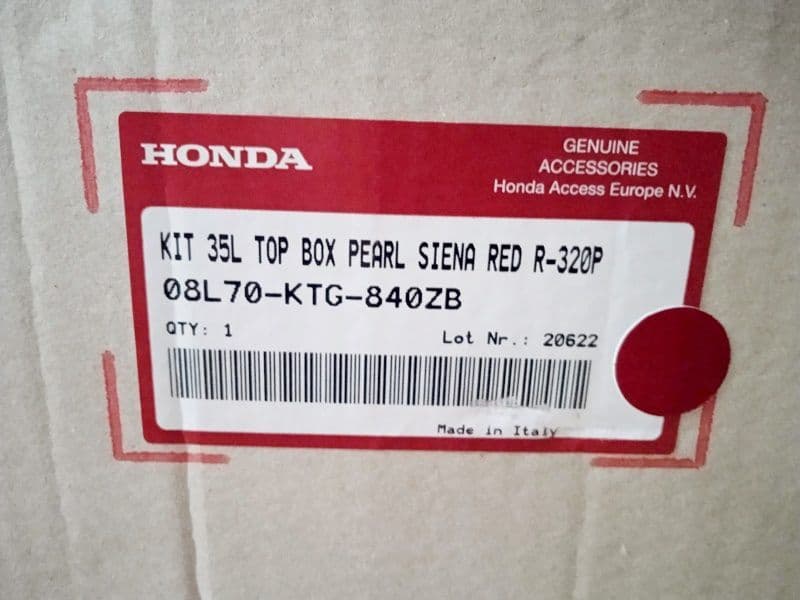 HONDA
GENUINE
ACCESSORIES
Honda Access Europe N.V.
KIT 35L TOP BOX PEARL SIENA RED R-320P
08L70-KTG-840ZB
QTY: 1
Lot Nr.: 20622
Made in Italy